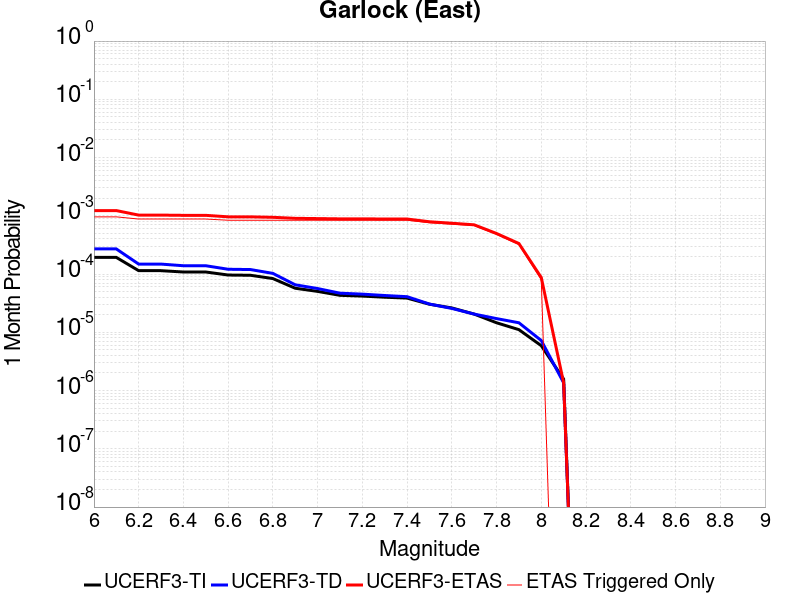 Garlock (East)
1 Month Probability
10^0
10^-1
10^-2
10^-3
10^-4
10^-5
10^-6
10^-7
10^-8
6 6.2 6.4 6.6 6.8 7 7.2 7.4 7.6 7.8 8 8.2 8.4 8.6 8.8 9
Magnitude
UCERF3-TI UCERF3-TD UCERF3-ETAS ETAS Triggered Only